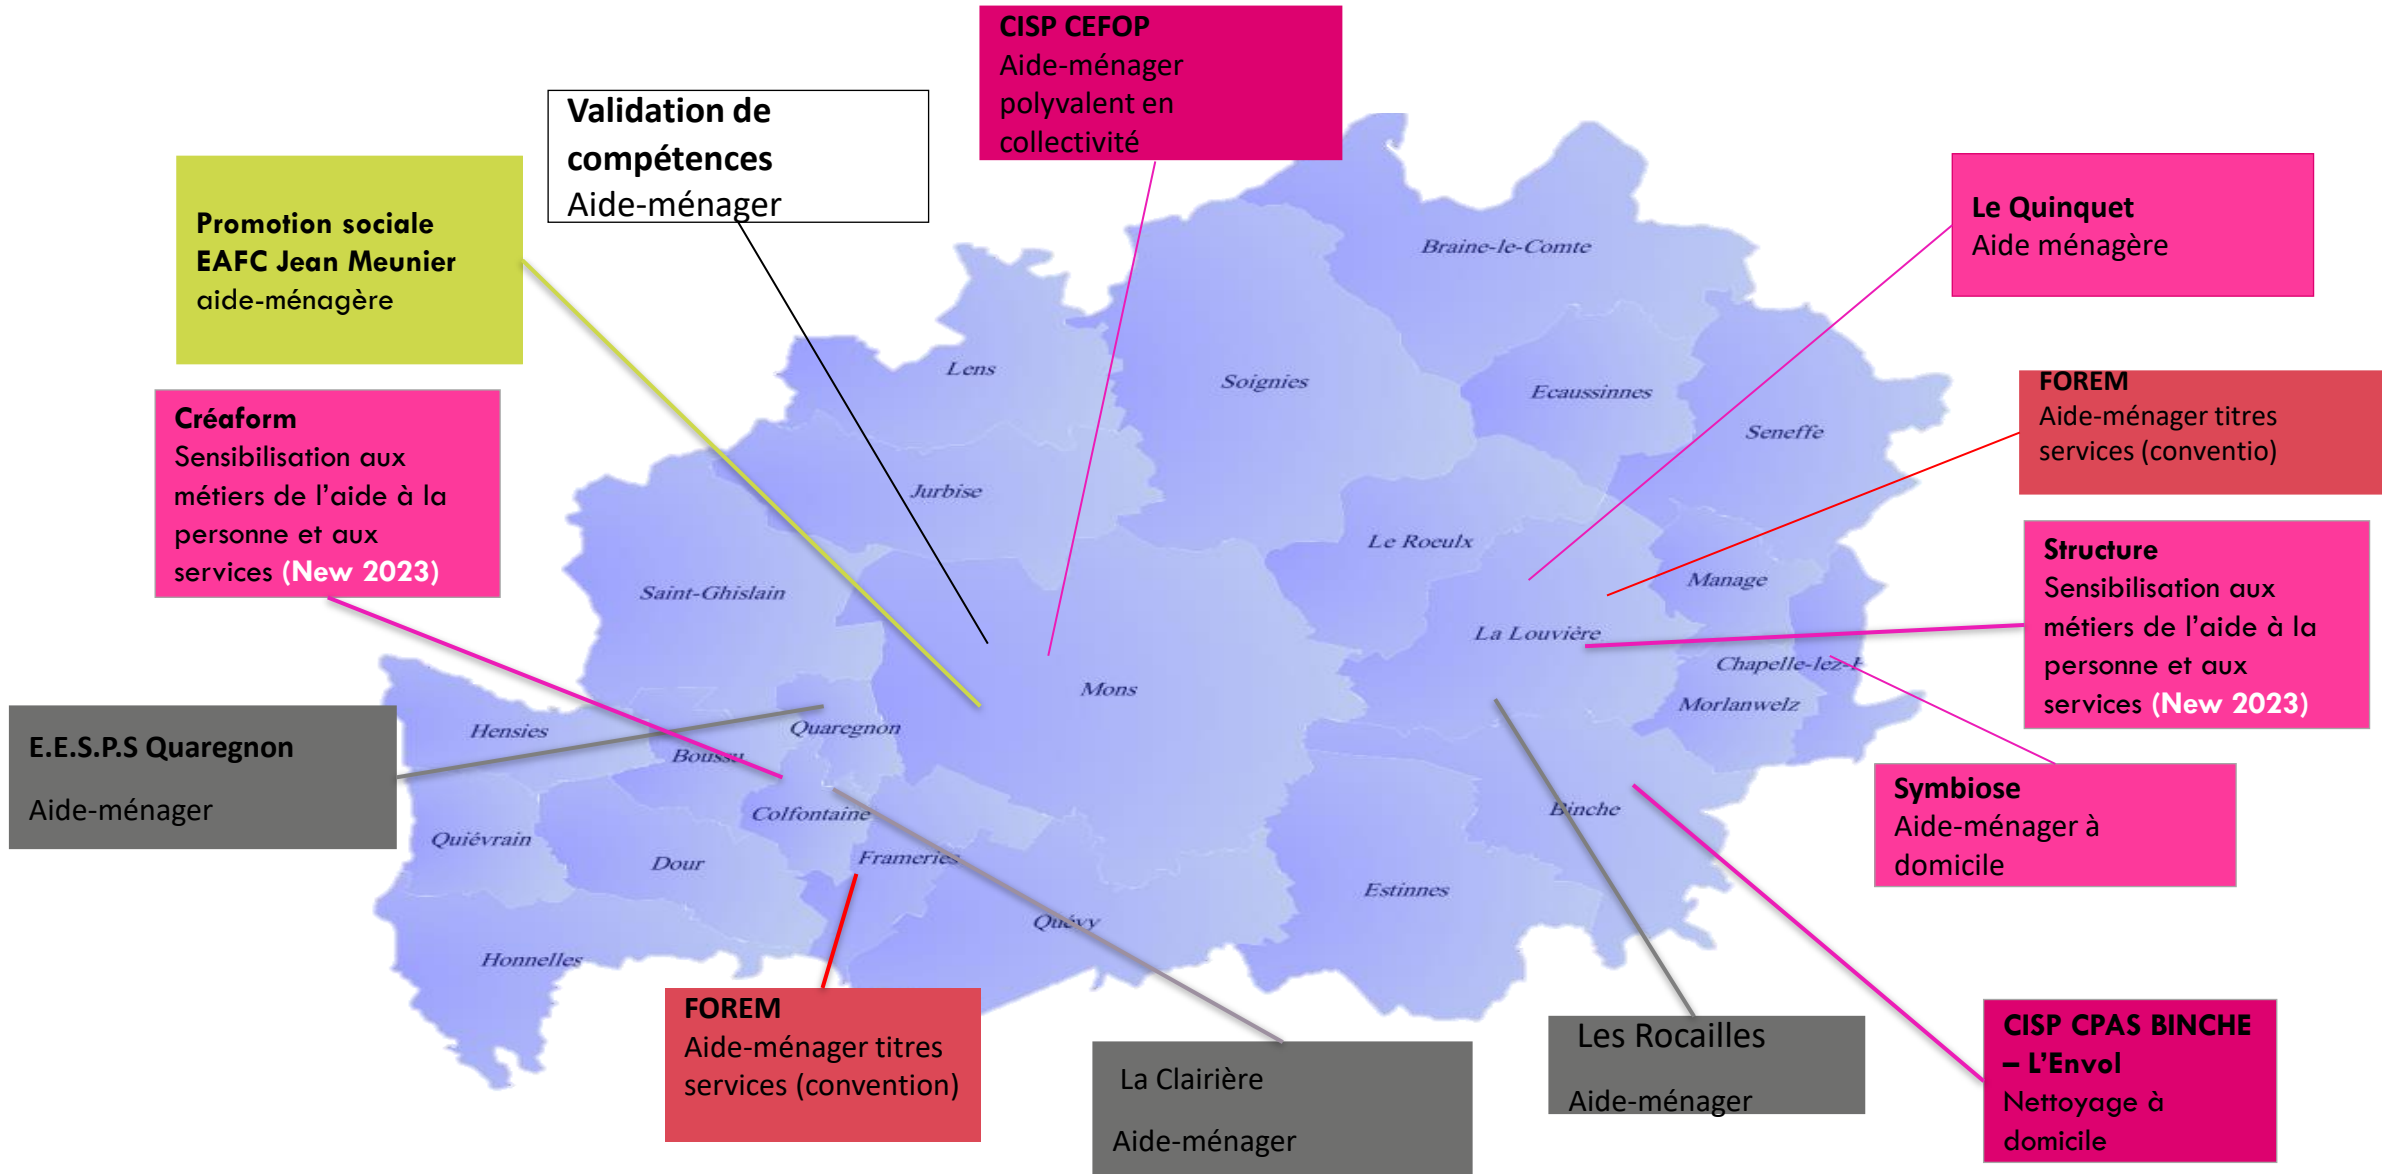 CISP CEFOP
Aide-ménager
polyvalent en
collectivité
Validation de
compétences
Aide-ménager
Promotion sociale
EAFC Jean Meunier
aide-ménagère
Le Quinquet
Aide ménagère
Créaform
Sensibilisation aux
métiers de l’aide à la
personne et aux
services (New 2023)
FOREM
Aide-ménager titres
services (conventio)
Structure
Sensibilisation aux
métiers de l’aide à la
personne et aux
services (New 2023)
E.E.S.P.S Quaregnon
Aide-ménager
Symbiose
Aide-ménager à
domicile
FOREM
Aide-ménager titres
services (convention)
La Clairière
Aide-ménager
Les Rocailles
Aide-ménager
CISP CPAS BINCHE
– L’Envol
Nettoyage à
domicile
Braine-le-Comte
Lens
Soignies
Ecaussinnes
Seneffe
Jurbise
Le Roeulx
Manage
Saint-Ghislain
La Louvière
Chapelle-lez-H
Mons
Morlanwelz
Hensies
Quaregnon
Boussu
Binche
Colfontaine
Quiévrain
Dour
Frameries
Estinnes
Quévy
Honnelles